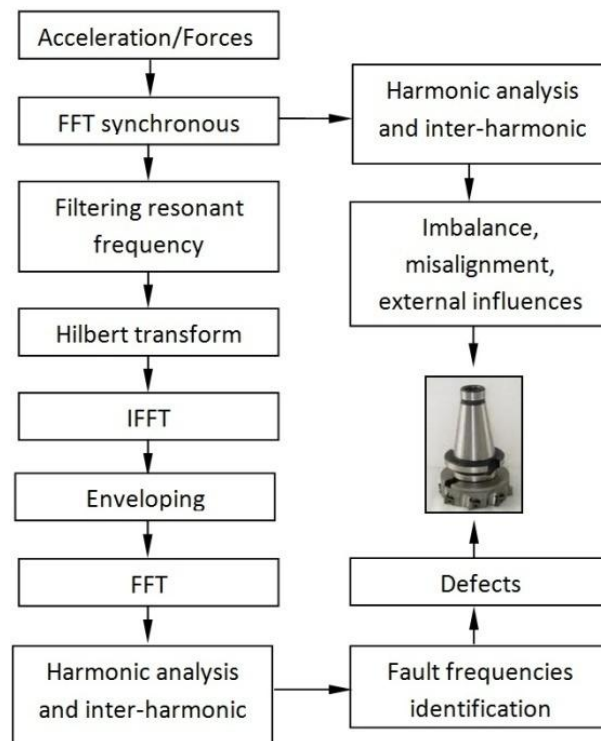 Acceleration/Forces
FFT synchronous
Filtering resonant
frequency
Hilbert transform
IFFT
Enveloping
FFT
Harmonic analysis
and inter-harmonic
Harmonic analysis
and inter-harmonic
Imbalance,
misalignment,
external influences
Defects
Fault frequencies
identification